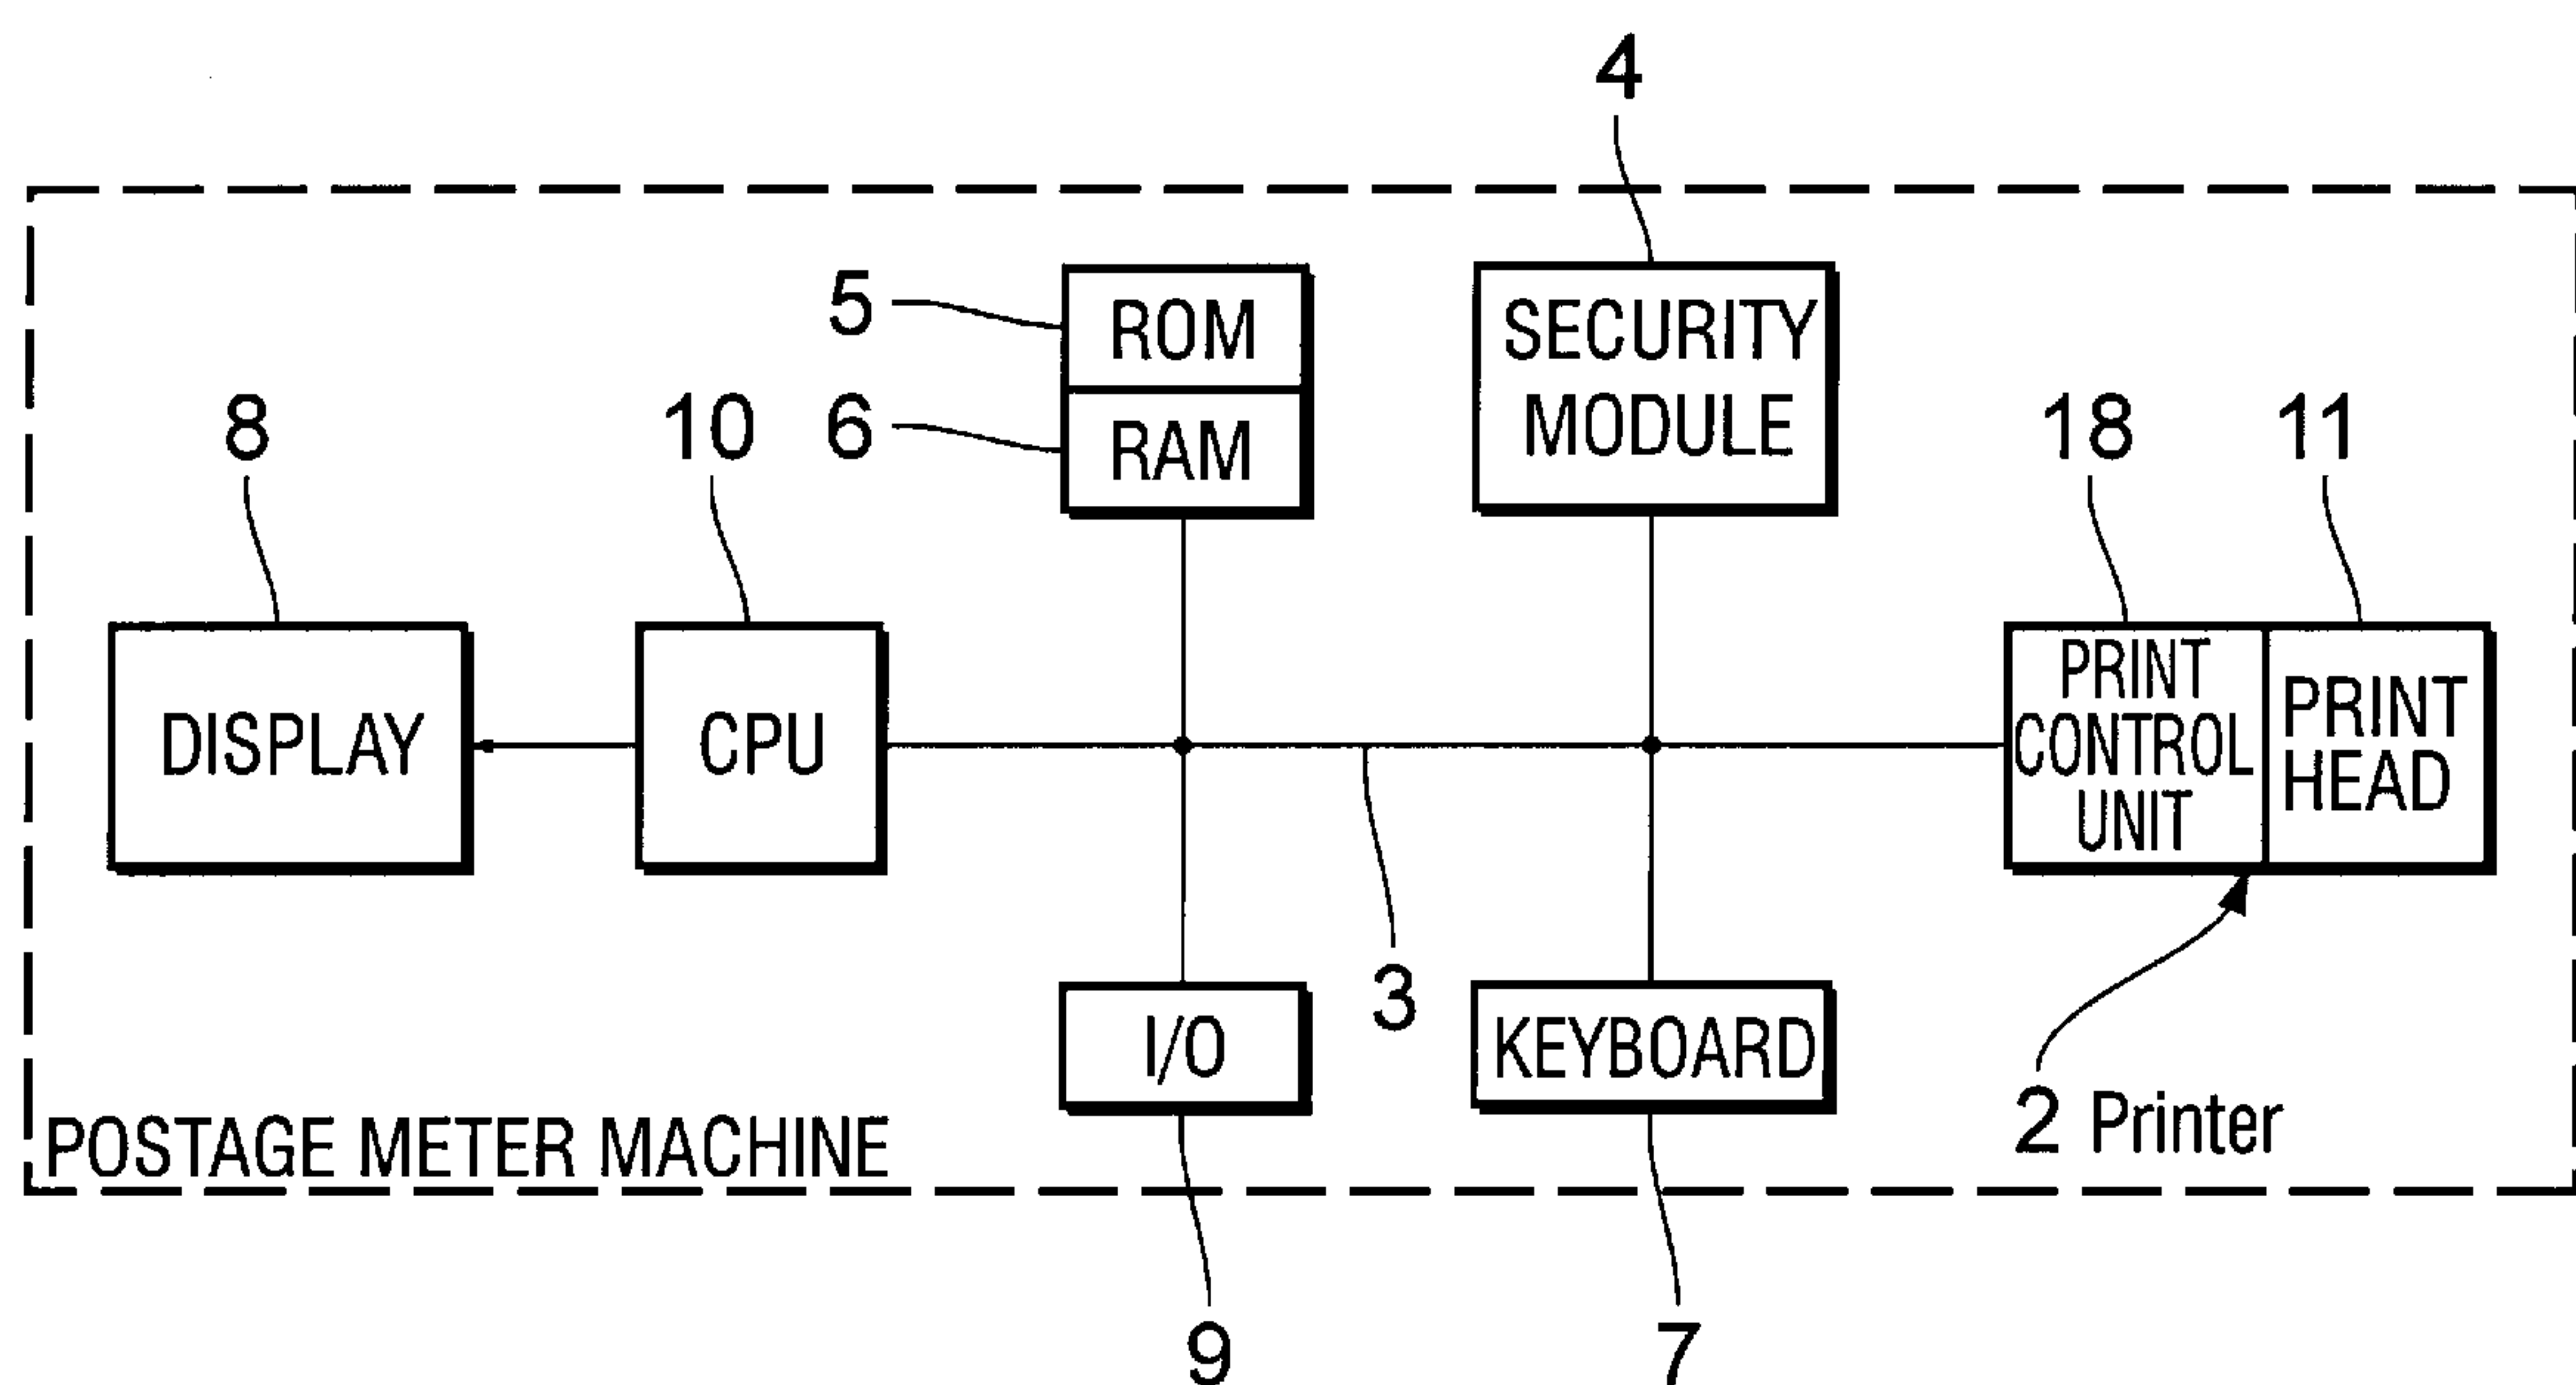 4
5
ROM
SECURITY
MODULE
8
10
6
RAM
18
11
DISPLAY
CPU
PRINT
CONTROL
UNIT
PRINT
HEAD
3
I/O
KEYBOARD
2 Printer
POSTAGE METER MACHINE
9
7